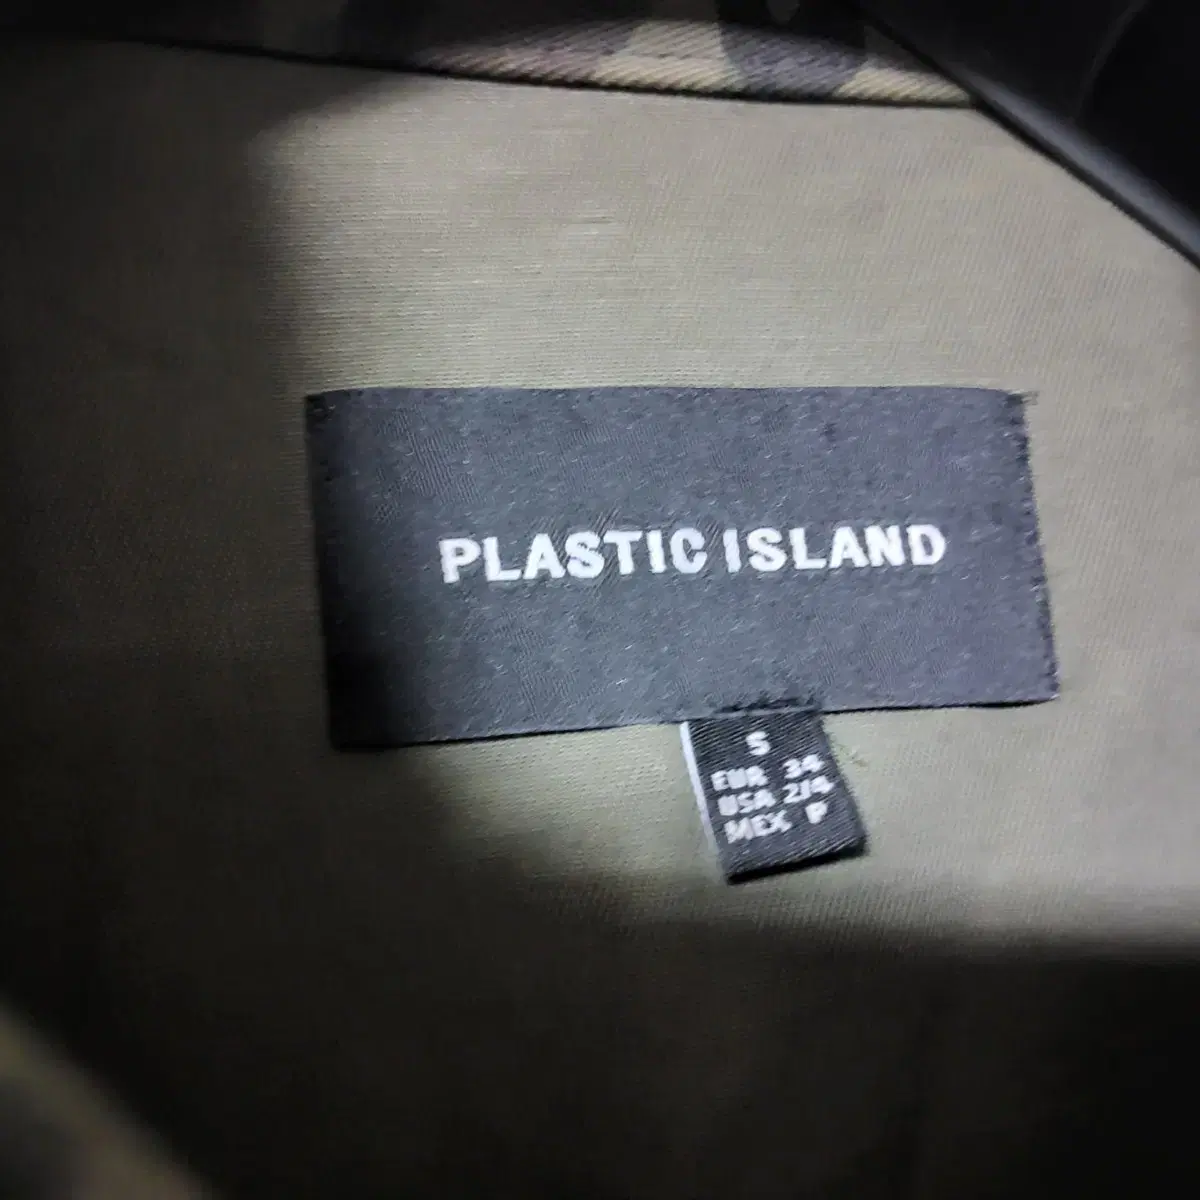 PLASTIC ISLAND
S
EUR 34
USA 2/4
MEX P